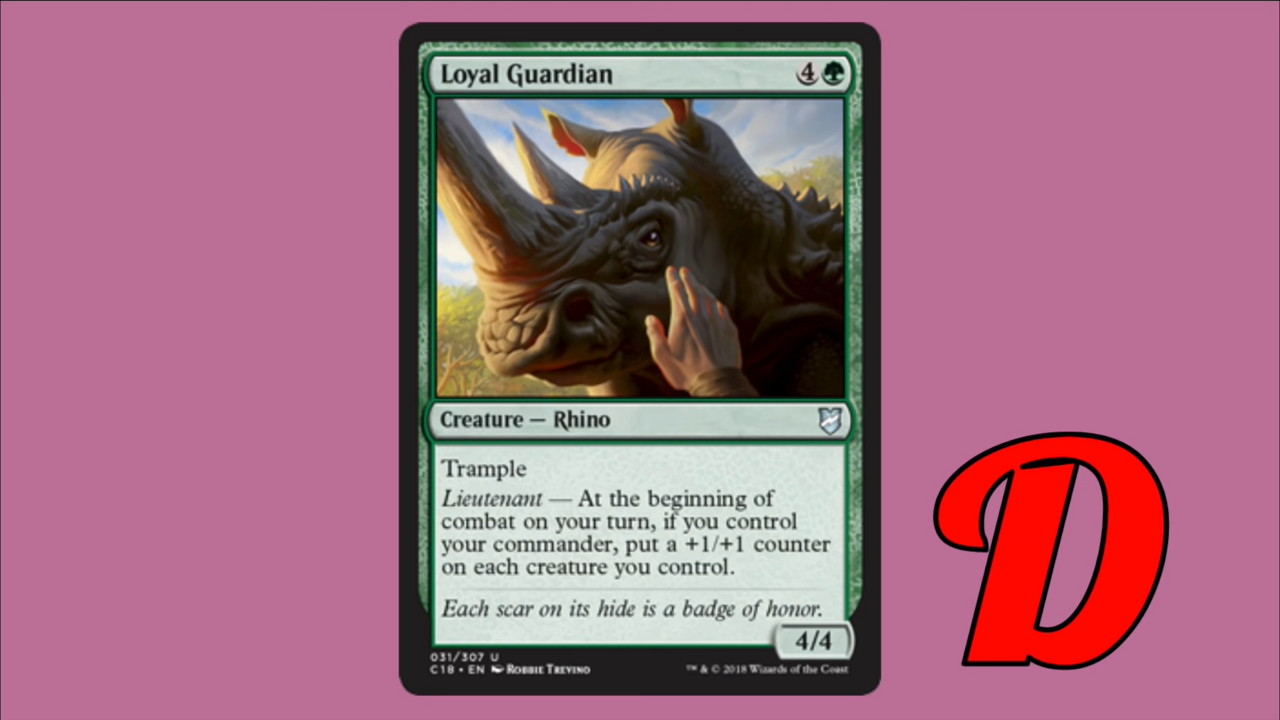 Loyal Guardian 4
Creature — Rhino
Trample
Lieutenant — At the beginning of
combat on your turn, if you control
your commander, put a +1/+1 counter
on each creature you control.
Each scar on its hide is a badge of honor.
4/4
031/307 U
C18 • EN Robbie Trevino
™ & © 2018 Wizards of the Coast
D